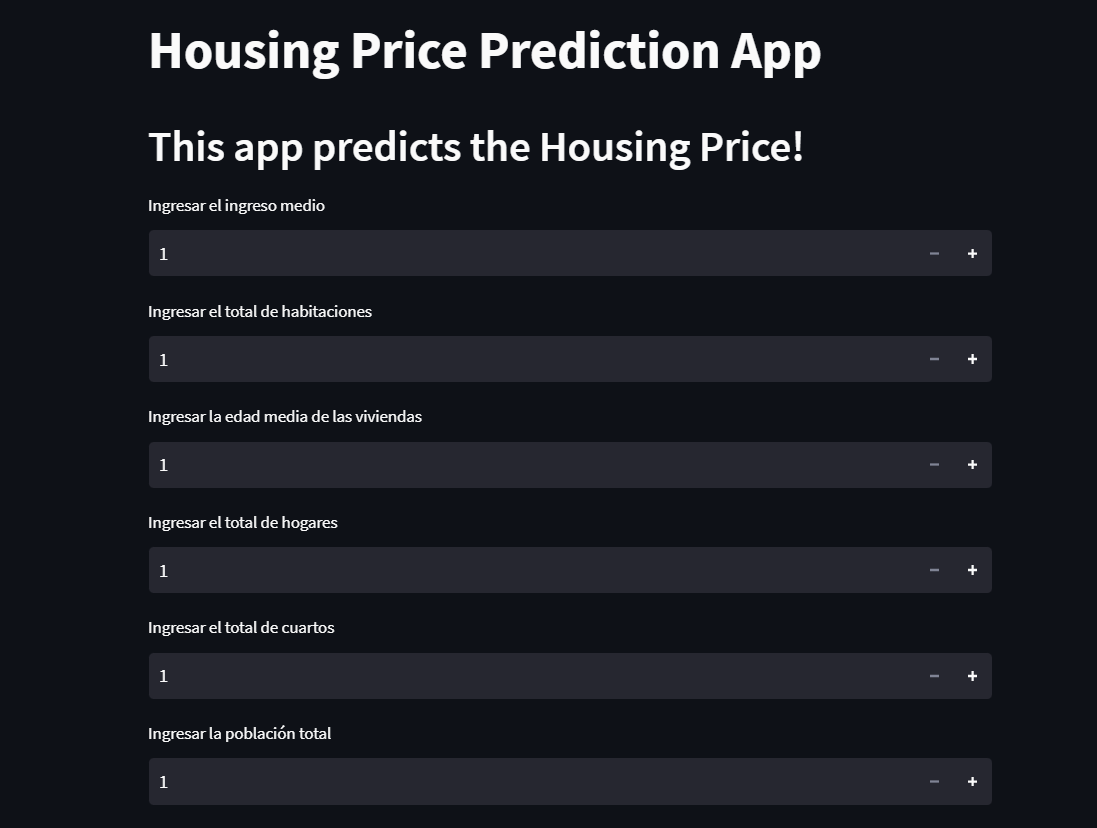 Housing Price Prediction App
This app predicts the Housing Price!
Ingresar el ingreso medio
1
Ingresar el total de habitaciones
1
Ingresar la edad media de las viviendas
1
Ingresar el total de hogares
1
Ingresar el total de cuartos
1
Ingresar la población total
1